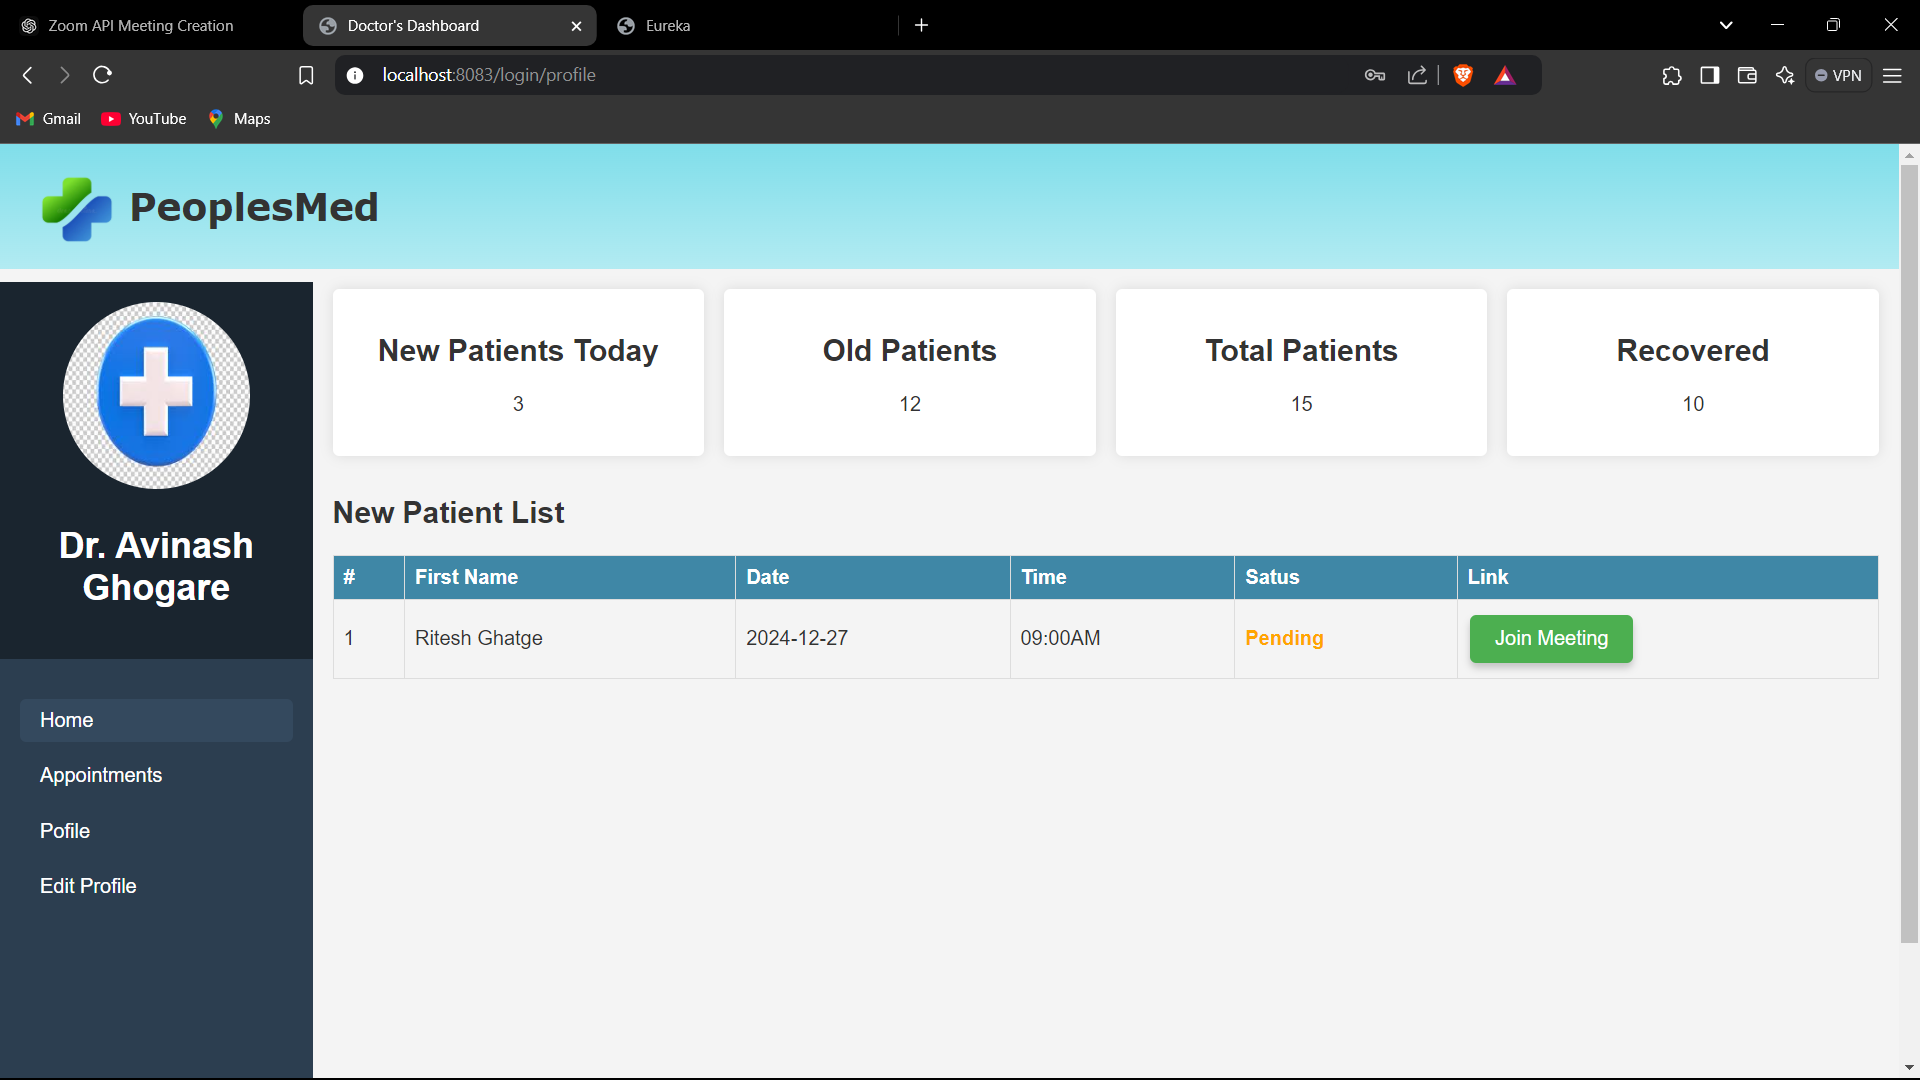 Zoom API Meeting Creation
Doctor's Dashboard
Eureka
localhost:8083/login/profile
VPN
Gmail
YouTube
Maps
PeoplesMed
Dr. Avinash
Ghogare
Home
Appointments
Pofile
Edit Profile
New Patients Today
3
Old Patients
12
Total Patients
15
Recovered
10
New Patient List
# First Name Date Time Satus Link
1 Ritesh Ghatge 2024-12-27 09:00AM Pending Join Meeting